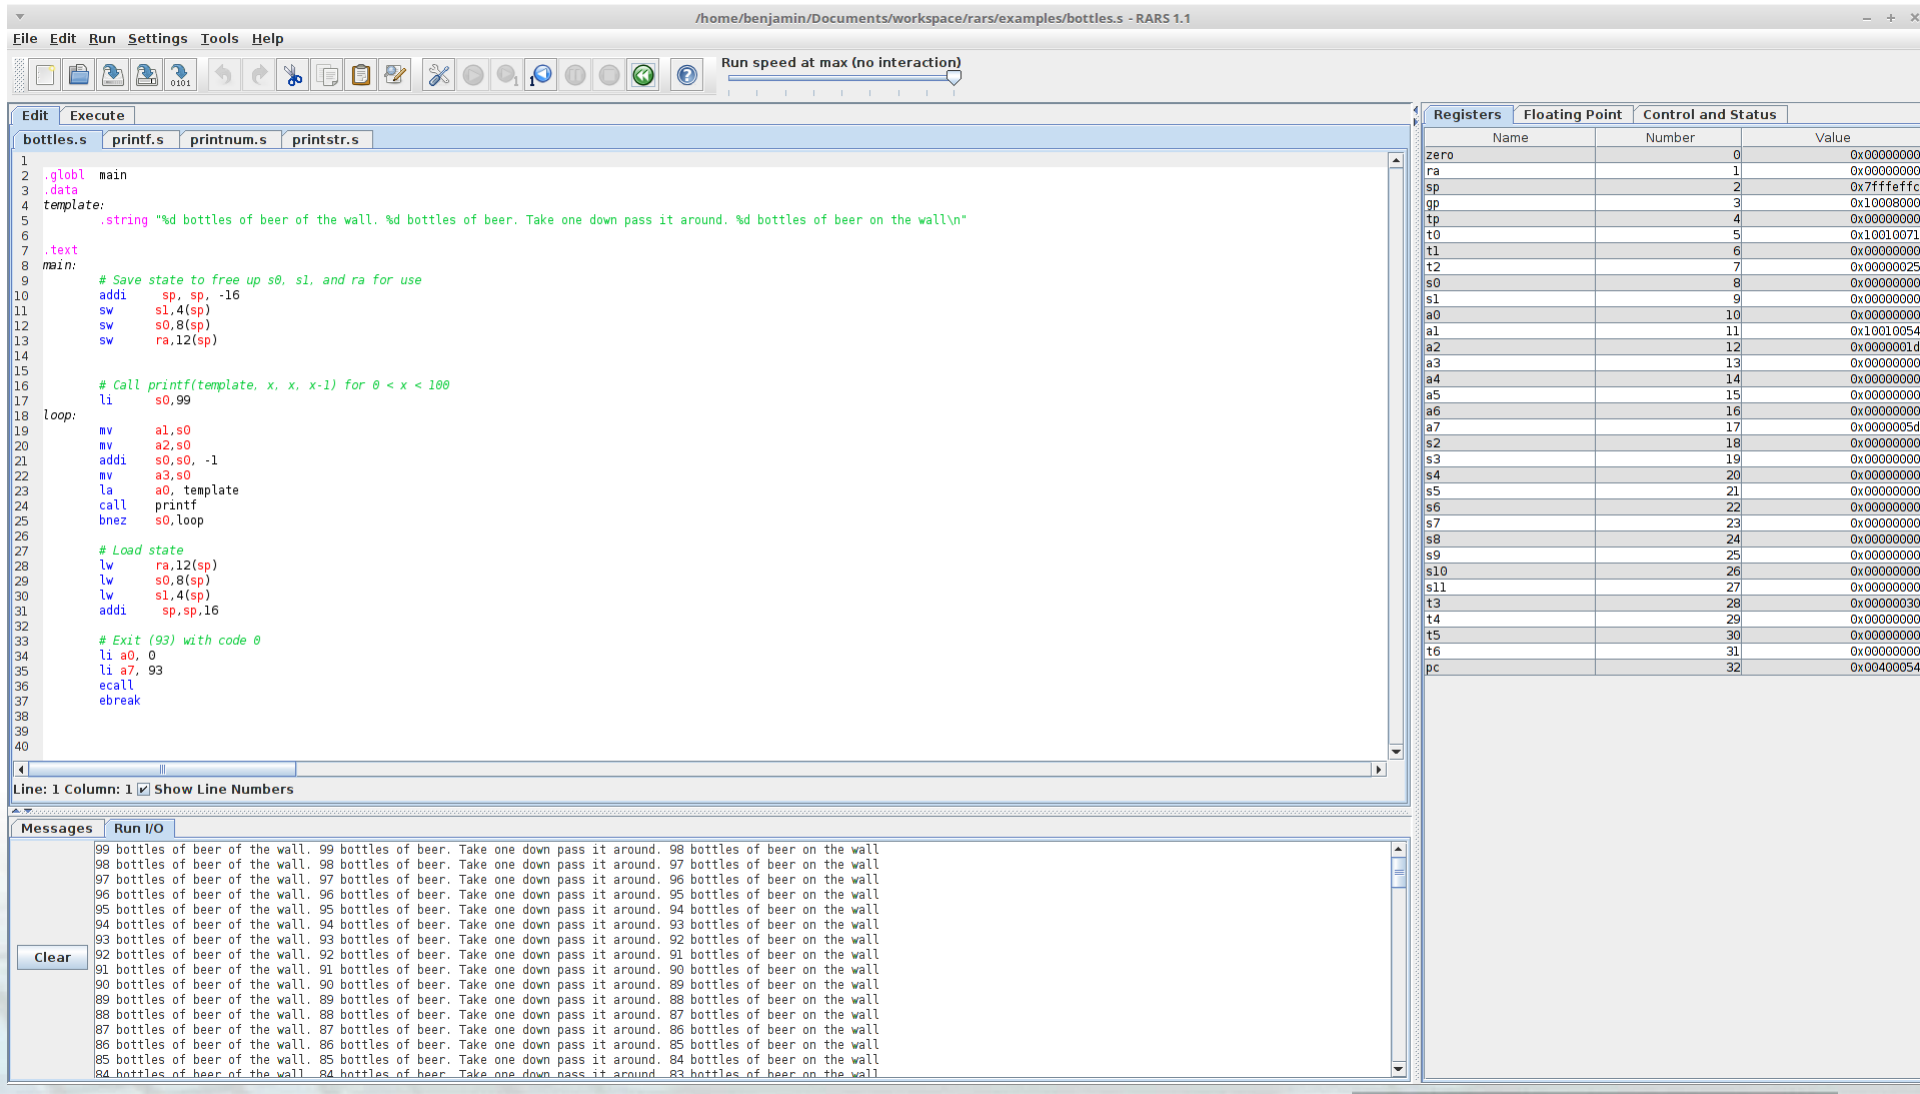 /home/benjamin/Documents/workspace/rars/examples/bottles.s - RARS 1.1
File Edit Run Settings Tools Help
Run speed at max (no interaction)
Edit Execute
bottles.s printf.s printnum.s printstr.s
1
2 .globl main
3 .data
4 template:
5 .string "%d bottles of beer of the wall. %d bottles of beer. Take one down pass it around. %d bottles of beer on the wall\n"
6
7 .text
8 main:
9 # Save state to free up s0, s1, and ra for use
10 addi sp, sp, -16
11 sw s1,4(sp)
12 sw s0,8(sp)
13 sw ra,12(sp)
14
15
16 # Call printf(template, x, x, x-1) for 0 < x < 100
17 li s0,99
18 loop:
19 mv a1,s0
20 mv a2,s0
21 addi s0,s0, -1
22 mv a3,s0
23 la a0, template
24 call printf
25 bnez s0,loop
26
27 # Load state
28 lw ra,12(sp)
29 lw s0,8(sp)
30 lw s1,4(sp)
31 addi sp,sp,16
32
33 # Exit (93) with code 0
34 li a0, 0
35 li a7, 93
36 ecall
37 ebreak
38
39
40
Line: 1 Column: 1 Show Line Numbers
Messages Run I/O
99 bottles of beer of the wall. 99 bottles of beer. Take one down pass it around. 98 bottles of beer on the wall
98 bottles of beer of the wall. 98 bottles of beer. Take one down pass it around. 97 bottles of beer on the wall
97 bottles of beer of the wall. 97 bottles of beer. Take one down pass it around. 96 bottles of beer on the wall
96 bottles of beer of the wall. 96 bottles of beer. Take one down pass it around. 95 bottles of beer on the wall
95 bottles of beer of the wall. 95 bottles of beer. Take one down pass it around. 94 bottles of beer on the wall
94 bottles of beer of the wall. 94 bottles of beer. Take one down pass it around. 93 bottles of beer on the wall
93 bottles of beer of the wall. 93 bottles of beer. Take one down pass it around. 92 bottles of beer on the wall
92 bottles of beer of the wall. 92 bottles of beer. Take one down pass it around. 91 bottles of beer on the wall
91 bottles of beer of the wall. 91 bottles of beer. Take one down pass it around. 90 bottles of beer on the wall
90 bottles of beer of the wall. 90 bottles of beer. Take one down pass it around. 89 bottles of beer on the wall
89 bottles of beer of the wall. 89 bottles of beer. Take one down pass it around. 88 bottles of beer on the wall
88 bottles of beer of the wall. 88 bottles of beer. Take one down pass it around. 87 bottles of beer on the wall
87 bottles of beer of the wall. 87 bottles of beer. Take one down pass it around. 86 bottles of beer on the wall
86 bottles of beer of the wall. 86 bottles of beer. Take one down pass it around. 85 bottles of beer on the wall
85 bottles of beer of the wall. 85 bottles of beer. Take one down pass it around. 84 bottles of beer on the wall
84 bottles of beer of the wall. 84 bottles of beer. Take one down pass it around. 83 bottles of beer on the wall
Clear
Registers Floating Point Control and Status
Name Number Value
zero 0 0x00000000
ra 1 0x00000000
sp 2 0x7fffeffc
gp 3 0x10008000
tp 4 0x00000000
t0 5 0x10010071
t1 6 0x00000000
t2 7 0x00000025
s0 8 0x00000000
s1 9 0x00000000
a0 10 0x00000000
a1 11 0x10010054
a2 12 0x0000001d
a3 13 0x00000000
a4 14 0x00000000
a5 15 0x00000000
a6 16 0x00000000
a7 17 0x0000005d
s2 18 0x00000000
s3 19 0x00000000
s4 20 0x00000000
s5 21 0x00000000
s6 22 0x00000000
s7 23 0x00000000
s8 24 0x00000000
s9 25 0x00000000
s10 26 0x00000000
s11 27 0x00000000
t3 28 0x00000030
t4 29 0x00000000
t5 30 0x00000000
t6 31 0x00000000
pc 32 0x00400054